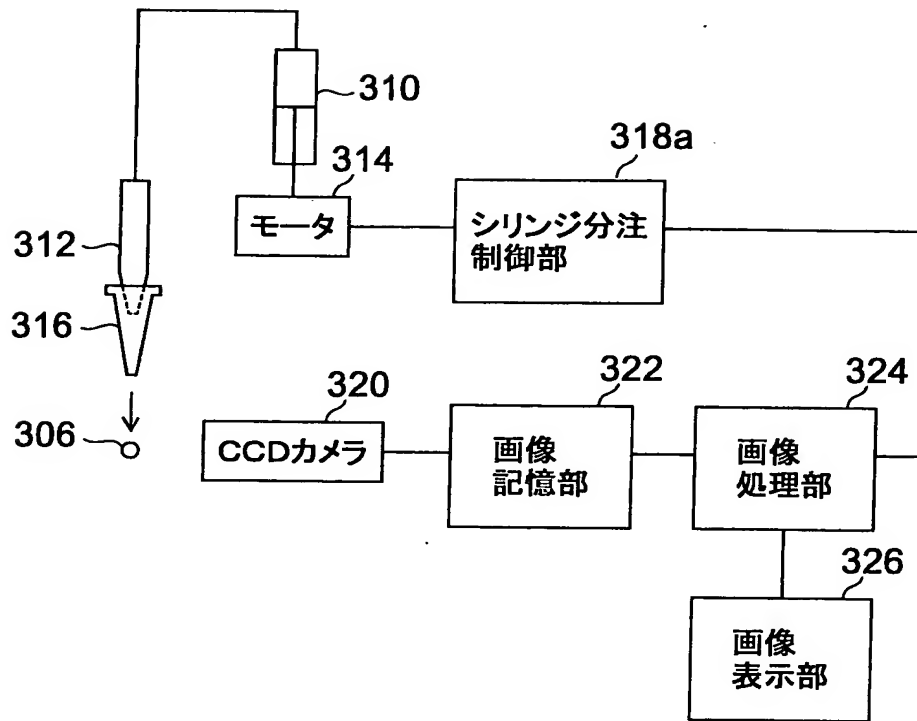 310
318a
314
モータ
シリンジ分注
制御部
312
316
320
322
324
306
CCDカメラ
画像
記憶部
画像
処理部
326
画像
表示部